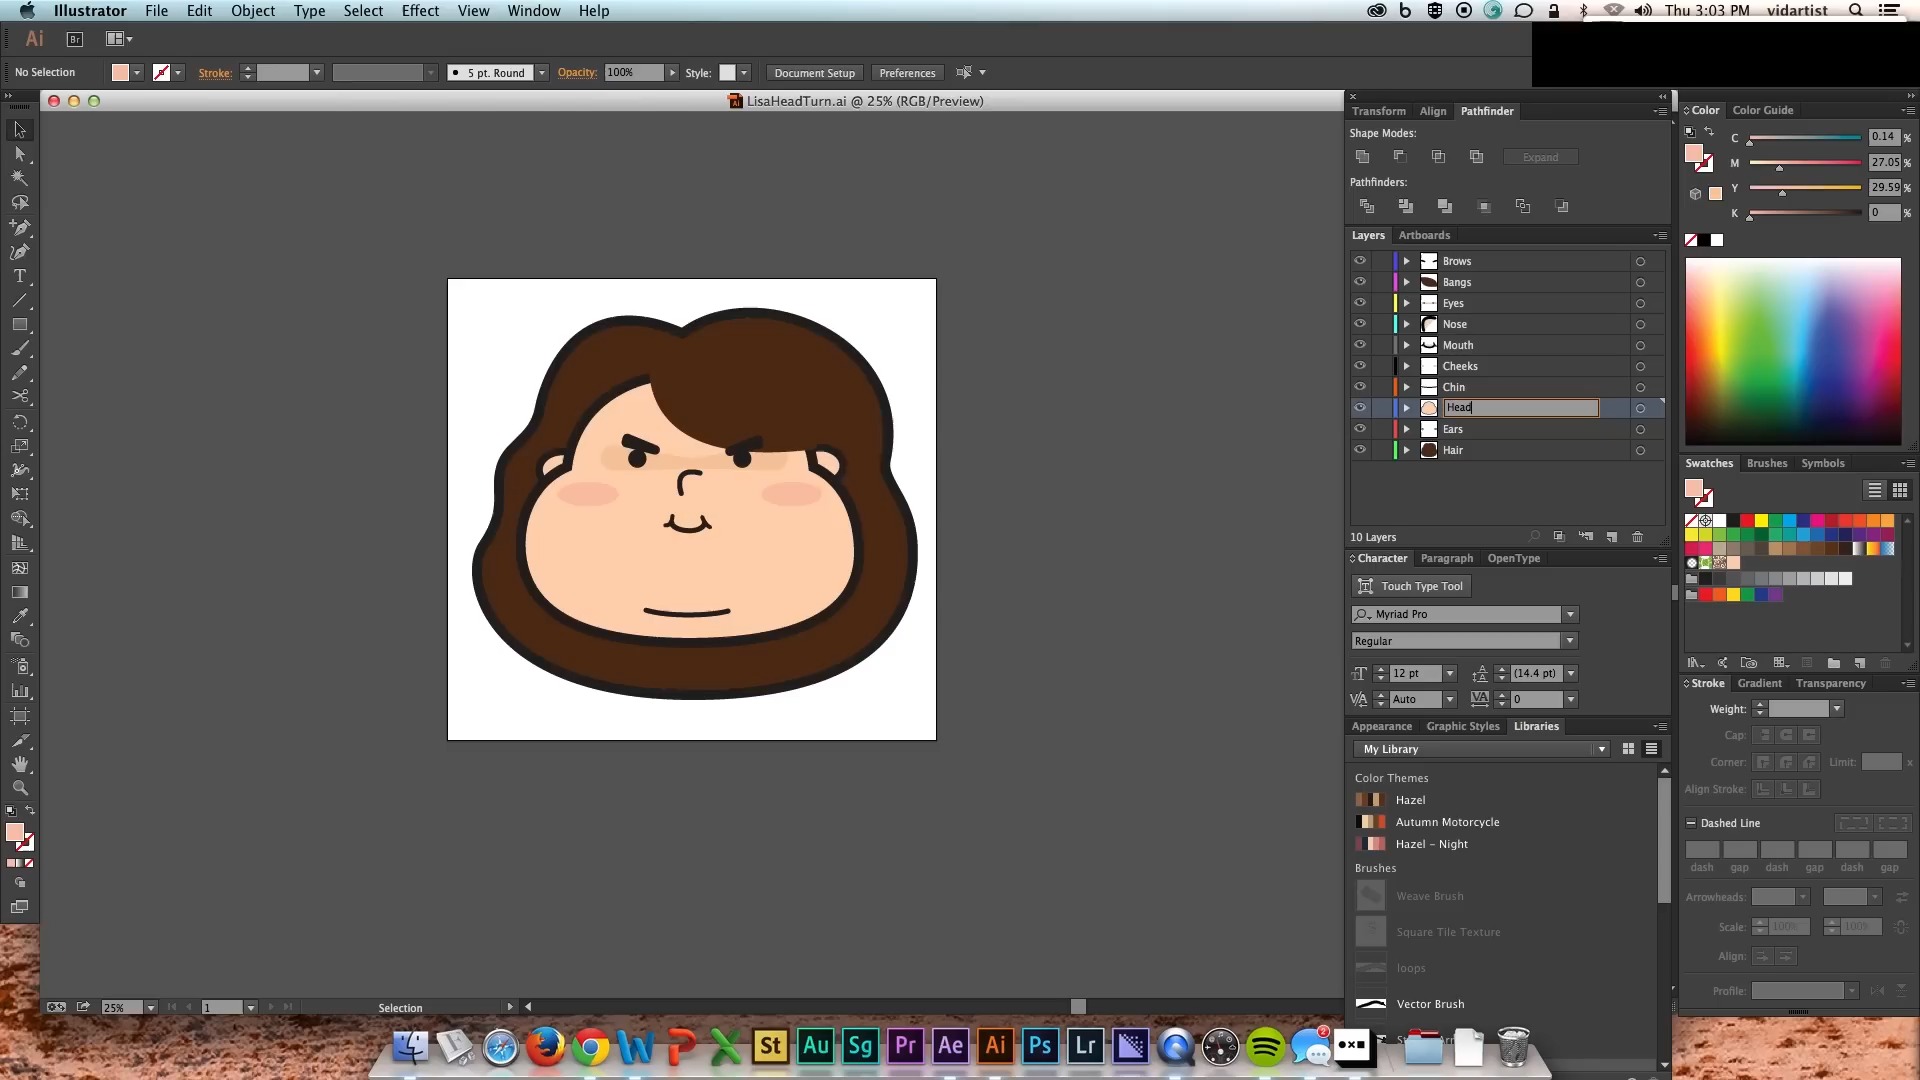 Illustrator File Edit Object Type Select Effect View Window Help Thu 3:03 PM vidartist
Ai Br
No Selection Stroke: 5 pt. Round Opacity: 100% Style: Document Setup Preferences
LisaHeadTurn.ai @ 25% (RGB/Preview)
Transform Align Pathfinder
Shape Modes:
Expand
Pathfinders:
Layers Artboards
Brows
Bangs
Eyes
Nose
Mouth
Cheeks
Chin
Head
Ears
Hair
10 Layers
Character Paragraph OpenType
Touch Type Tool
Myriad Pro
Regular
12 pt (14.4 pt)
Auto 0
Appearance Graphic Styles Libraries
My Library
Color Themes
Hazel
Autumn Motorcycle
Hazel - Night
Brushes
Weave Brush
Square Tile Texture
loops
Vector Brush
Color Color Guide
C 0.14 %
M 27.05 %
Y 29.59 %
K 0 %
Swatches Brushes Symbols
Stroke Gradient Transparency
Weight:
Cap:
Corner: Limit: x
Align Stroke:
Dashed Line
dash gap dash gap dash gap
Arrowheads:
Scale: 100% 100%
Align:
Profile:
25% 1 Selection
W P X St Au Sg Pr Ae Ai Ps Lr 2